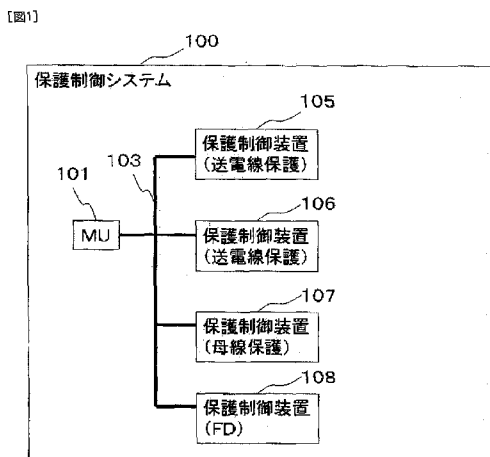 [図1]
100
保護制御システム
105
保護制御装置
(送電線保護)
103
101
MU
106
保護制御装置
(送電線保護)
107
保護制御装置
(母線保護)
108
保護制御装置
(FD)